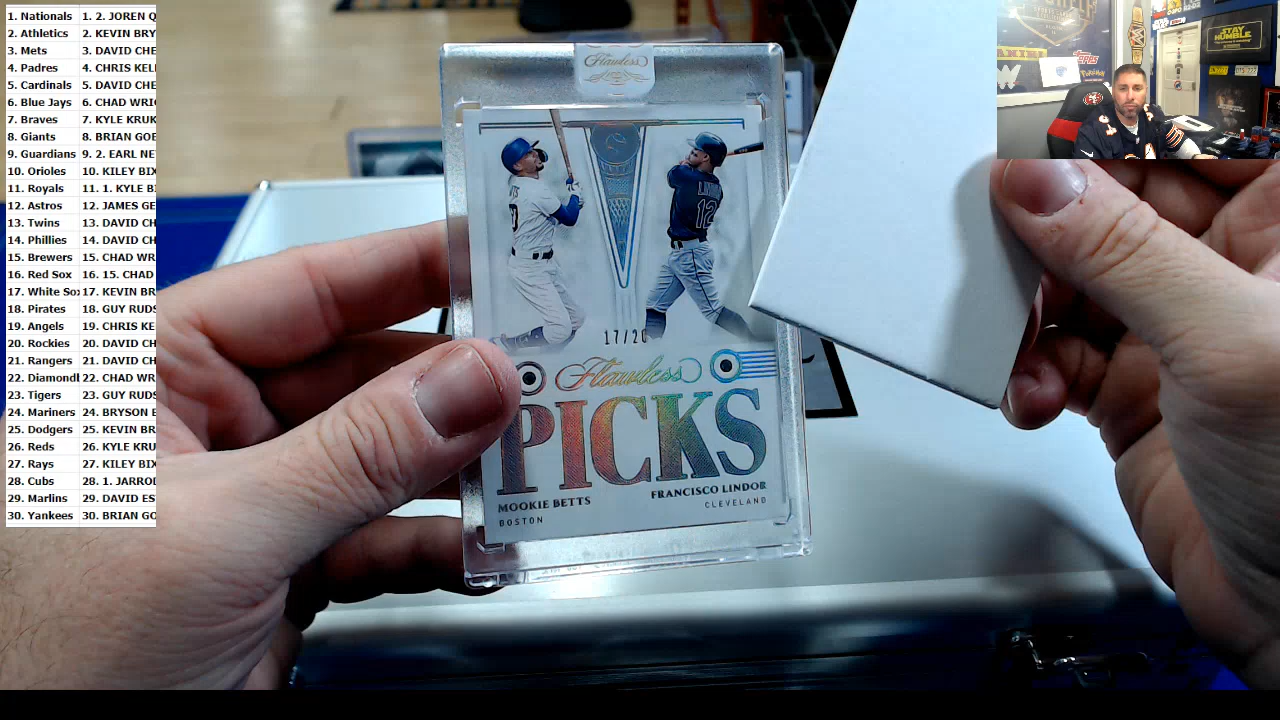 1. Nationals 1. 2. JOREN Q
2. Athletics 2. KEVIN BRY
3. Mets 3. DAVID CHE
4. Padres 4. CHRIS KELL
5. Cardinals 5. DAVID CHE
6. Blue Jays 6. CHAD WRIG
7. Braves 7. KYLE KRUK
8. Giants 8. BRIAN GOE
9. Guardians 9. 2. EARL NE
10. Orioles 10. KILEY BIX
11. Royals 11. 1. KYLE B
12. Astros 12. JAMES GE
13. Twins 13. DAVID CH
14. Phillies 14. DAVID CH
15. Brewers 15. CHAD WR
16. Red Sox 16. 15. CHAD
17. White Sox 17. KEVIN BR
18. Pirates 18. GUY RUDS
19. Angels 19. CHRIS KE
20. Rockies 20. DAVID CH
21. Rangers 21. DAVID CH
22. Diamond 22. CHAD WR
23. Tigers 23. GUY RUDS
24. Mariners 24. BRYSON B
25. Dodgers 25. KEVIN BR
26. Reds 26. KYLE KRU
27. Rays 27. KILEY BIX
28. Cubs 28. 1. JARROD
29. Marlins 29. DAVID ES
30. Yankees 30. BRIAN GO
Flawless
12
17/20
Flawless
PICKS
MOOKIE BETTS
BOSTON
FRANCISCO LINDOR
CLEVELAND
PANINI
topps
Pokémon
STAY
HUMBLE